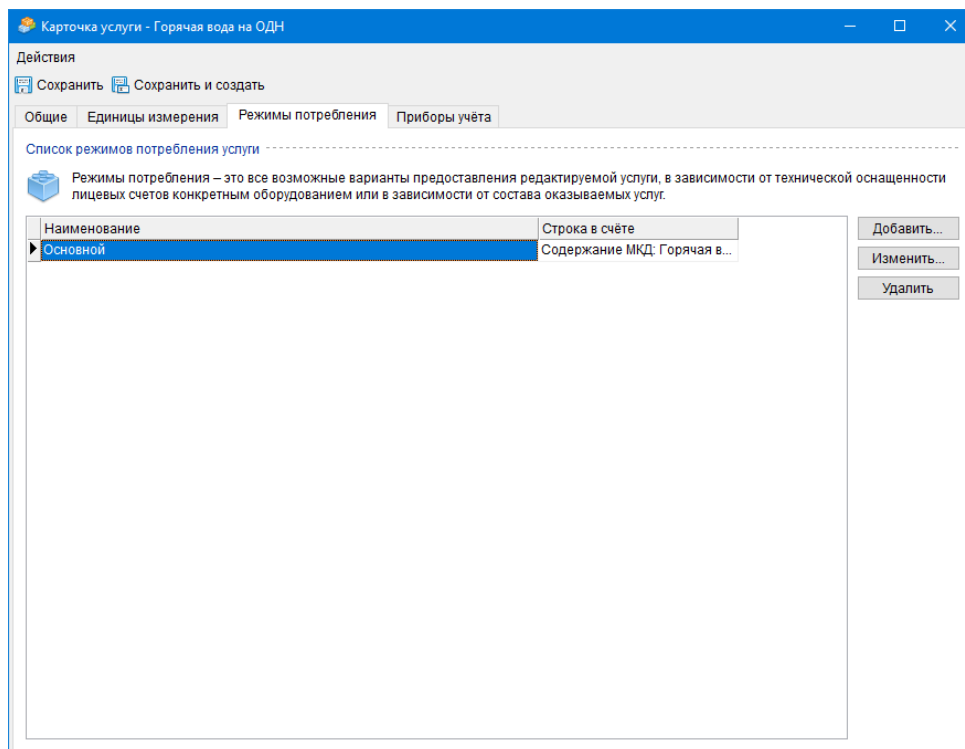 Карточка услуги - Горячая вода на ОДН
Действия
Сохранить Сохранить и создать
Общие Единицы измерения Режимы потребления Приборы учёта
Список режимов потребления услуги
Режимы потребления – это все возможные варианты предоставления редактируемой услуги, в зависимости от технической оснащенности
лицевых счетов конкретным оборудованием или в зависимости от состава оказываемых услуг.
Наименование Строка в счёте
Основной Содержание МКД: Горячая в...
Добавить...
Изменить...
Удалить